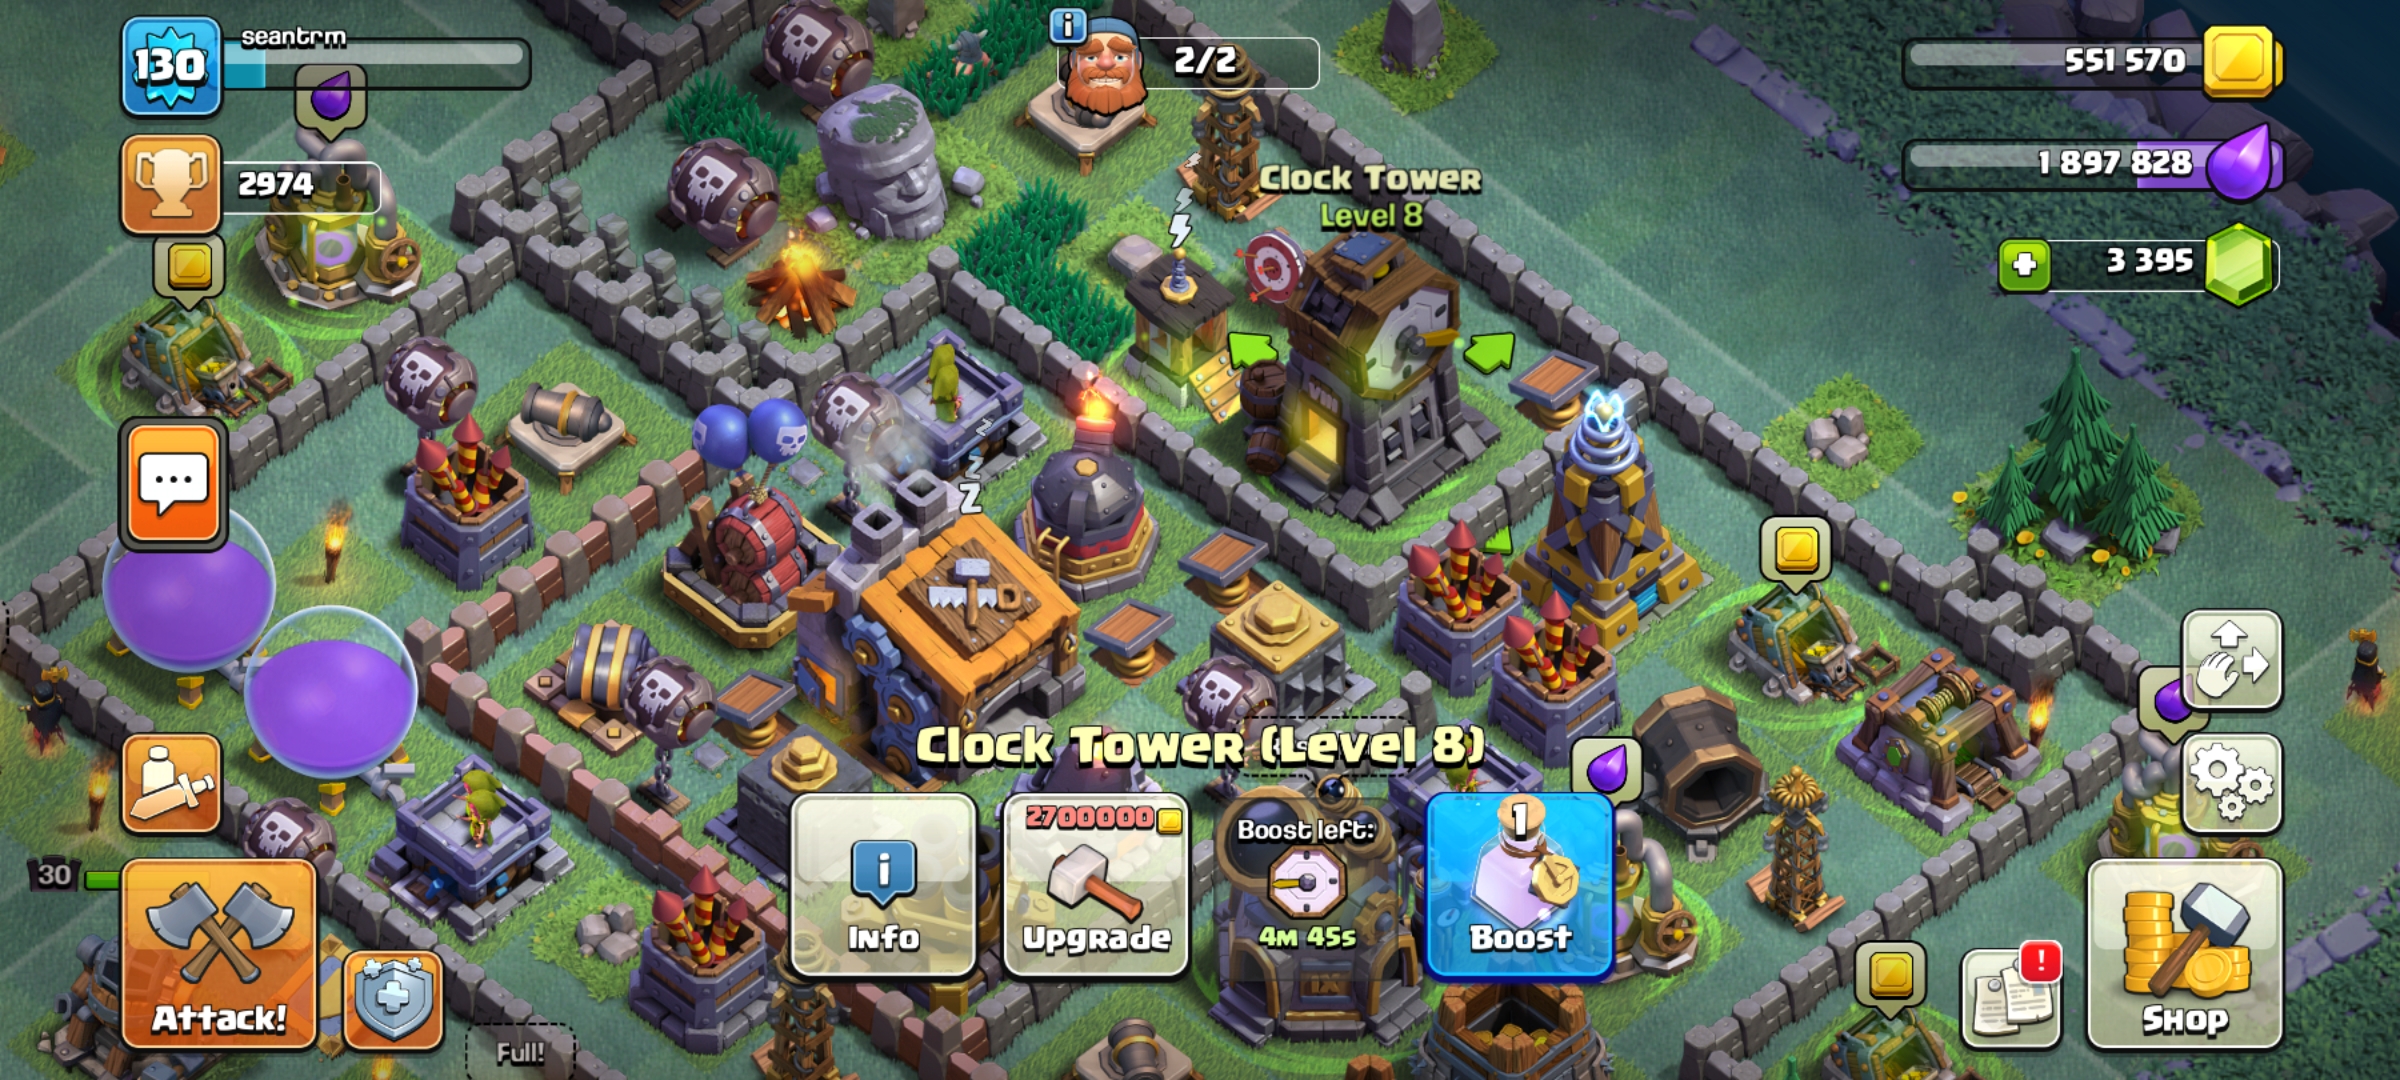 130
seantrm
2/2
551 570
2974
1 897 828
Clock Tower
Level 8
3 395
Clock Tower (Level 8)
30
Info
2700000
Upgrade
Boost left:
4m 45s
1
Boost
Attack!
Full!
!
Shop
IX